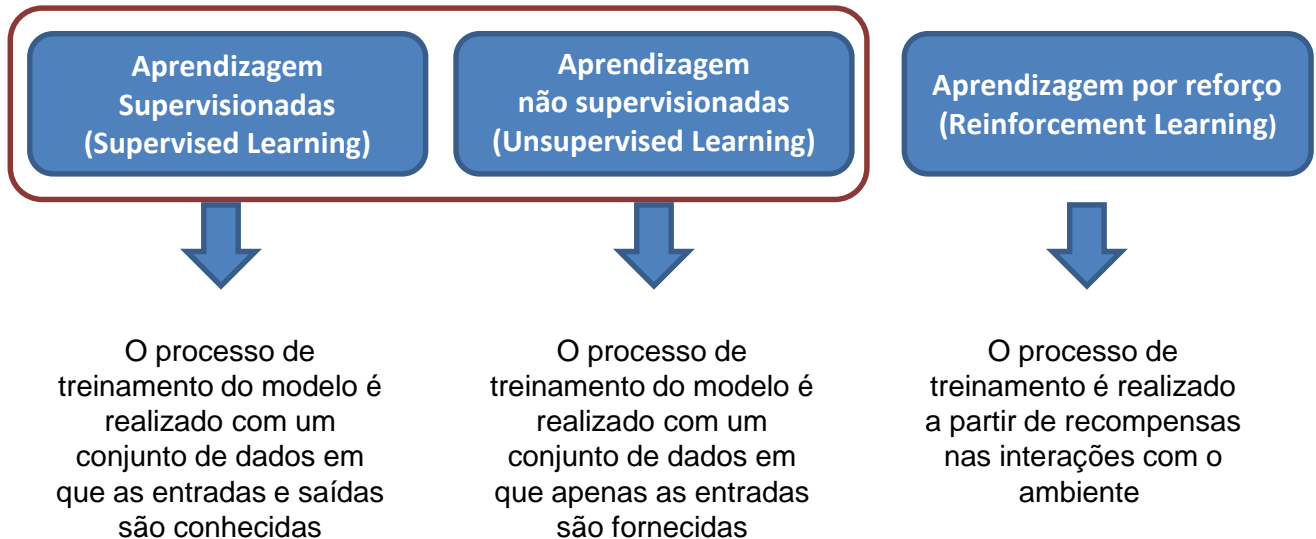 Aprendizagem
Supervisionadas
(Supervised Learning)
Aprendizagem
não supervisionadas
(Unsupervised Learning)
Aprendizagem por reforço
(Reinforcement Learning)
O processo de
treinamento do modelo é
realizado com um
conjunto de dados em
que as entradas e saídas
são conhecidas
O processo de
treinamento do modelo é
realizado com um
conjunto de dados em
que apenas as entradas
são fornecidas
O processo de
treinamento é realizado
a partir de recompensas
nas interações com o
ambiente